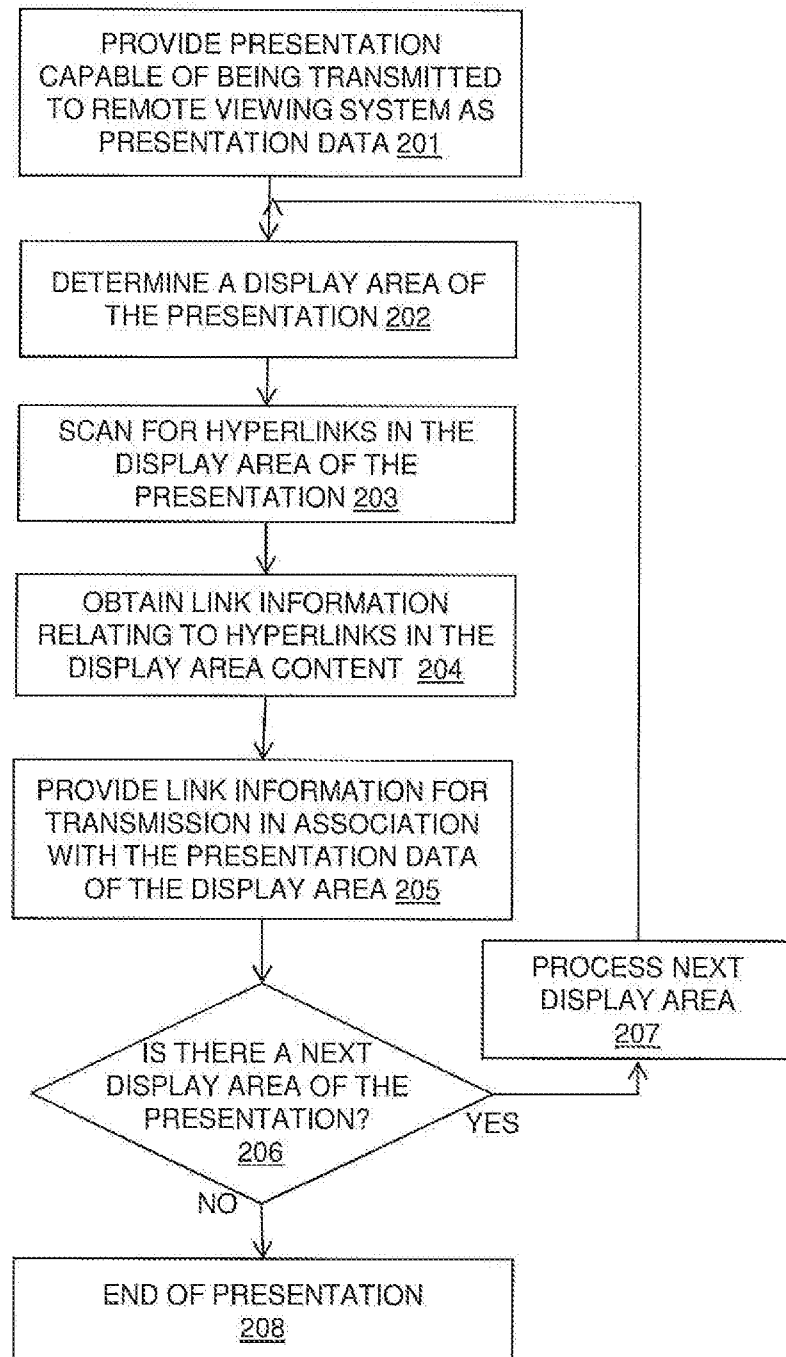 PROVIDE PRESENTATION
CAPABLE OF BEING TRANSMITTED
TO REMOTE VIEWING SYSTEM AS
PRESENTATION DATA 201
DETERMINE A DISPLAY AREA OF
THE PRESENTATION 202
SCAN FOR HYPERLINKS IN THE
DISPLAY AREA OF THE
PRESENTATION 203
OBTAIN LINK INFORMATION
RELATING TO HYPERLINKS IN THE
DISPLAY AREA CONTENT 204
PROVIDE LINK INFORMATION FOR
TRANSMISSION IN ASSOCIATION
WITH THE PRESENTATION DATA
OF THE DISPLAY AREA 205
IS THERE A NEXT
DISPLAY AREA OF THE
PRESENTATION?
206
YES
PROCESS NEXT
DISPLAY AREA
207
NO
END OF PRESENTATION
208